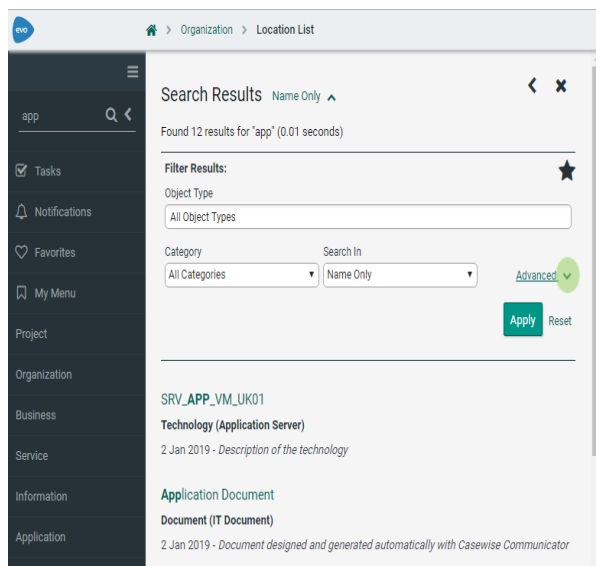 evo
> Organization > Location List
Search Results Name Only
app
Found 12 results for "app" (0.01 seconds)
Tasks
Notifications
Favorites
My Menu
Project
Organization
Business
Service
Information
Application
Filter Results:
Object Type
All Object Types
Category Search In
All Categories Name Only Advanced
Apply Reset
SRV_APP_VM_UK01
Technology (Application Server)
2 Jan 2019 - Description of the technology
Application Document
Document (IT Document)
2 Jan 2019 - Document designed and generated automatically with Casewise Communicator